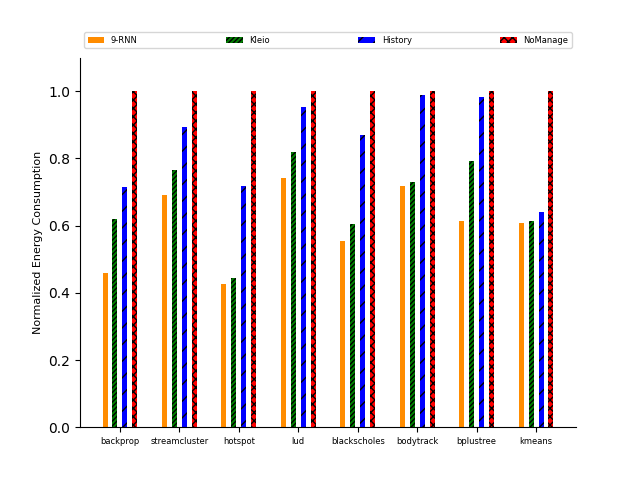 9-RNN Kleio History NoManage
Normalized Energy Consumption
1.0
0.8
0.6
0.4
0.2
0.0
backprop streamcluster hotspot lud blackscholes bodytrack bplustree kmeans